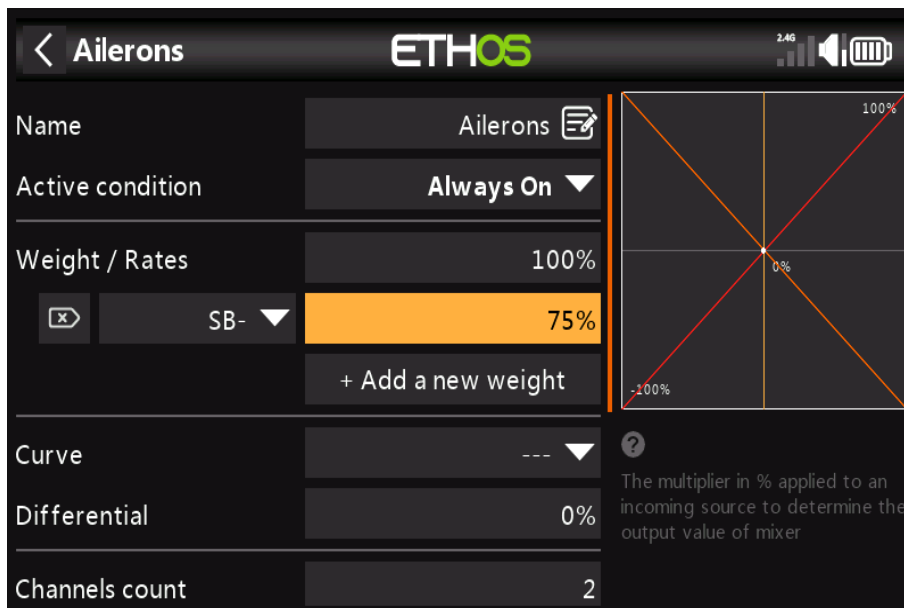 Ailerons
ETHOS
2.4G
Name
Ailerons
Active condition
Always On
Weight / Rates
100%
SB-
75%
+ Add a new weight
Curve
---
Differential
0%
Channels count
2
100%
0%
-100%
?
The multiplier in % applied to an
incoming source to determine the
output value of mixer